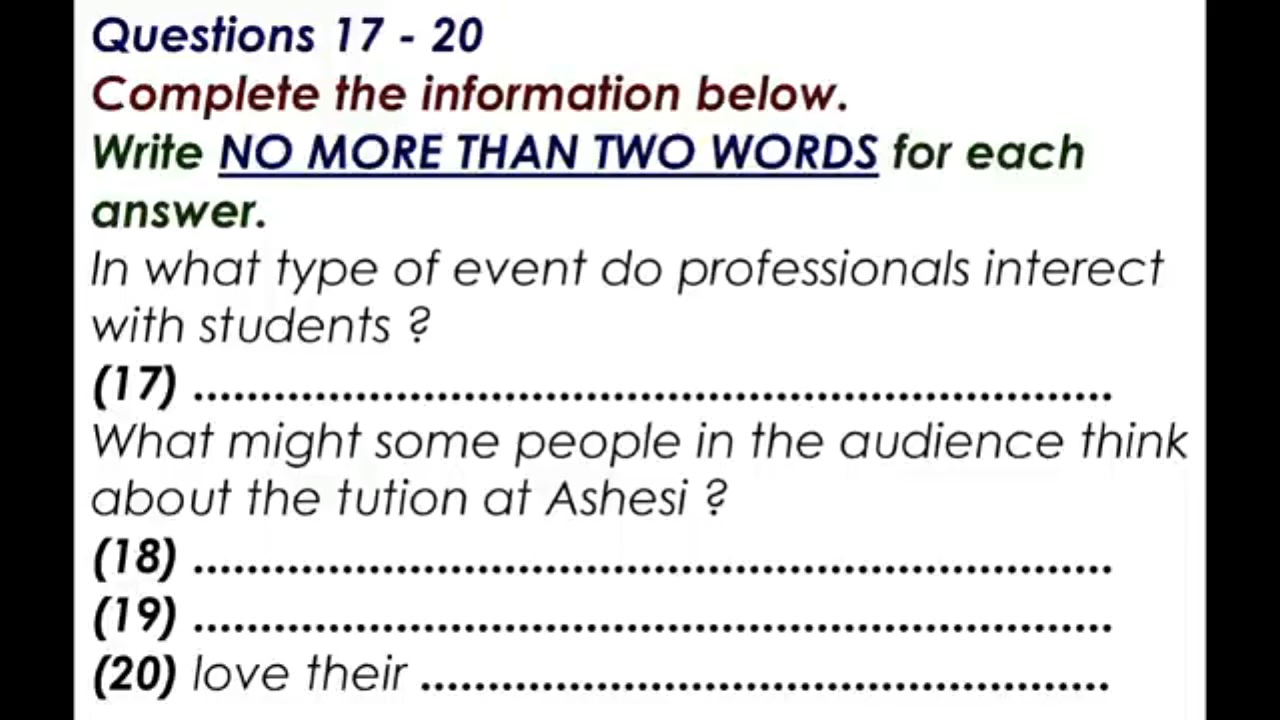 Questions 17 - 20
Complete the information below.
Write NO MORE THAN TWO WORDS for each
answer.
In what type of event do professionals interect
with students ?
(17) ......................................................................
What might some people in the audience think
about the tution at Ashesi ?
(18) ......................................................................
(19) ......................................................................
(20) love their ....................................................